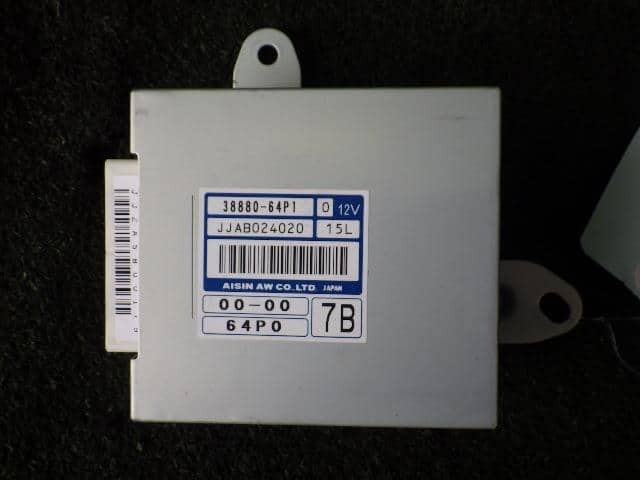 38880-64P1 0 12V
JJAB024020 15L
AISIN AW CO.,LTD. JAPAN
00-00
64P0
7B